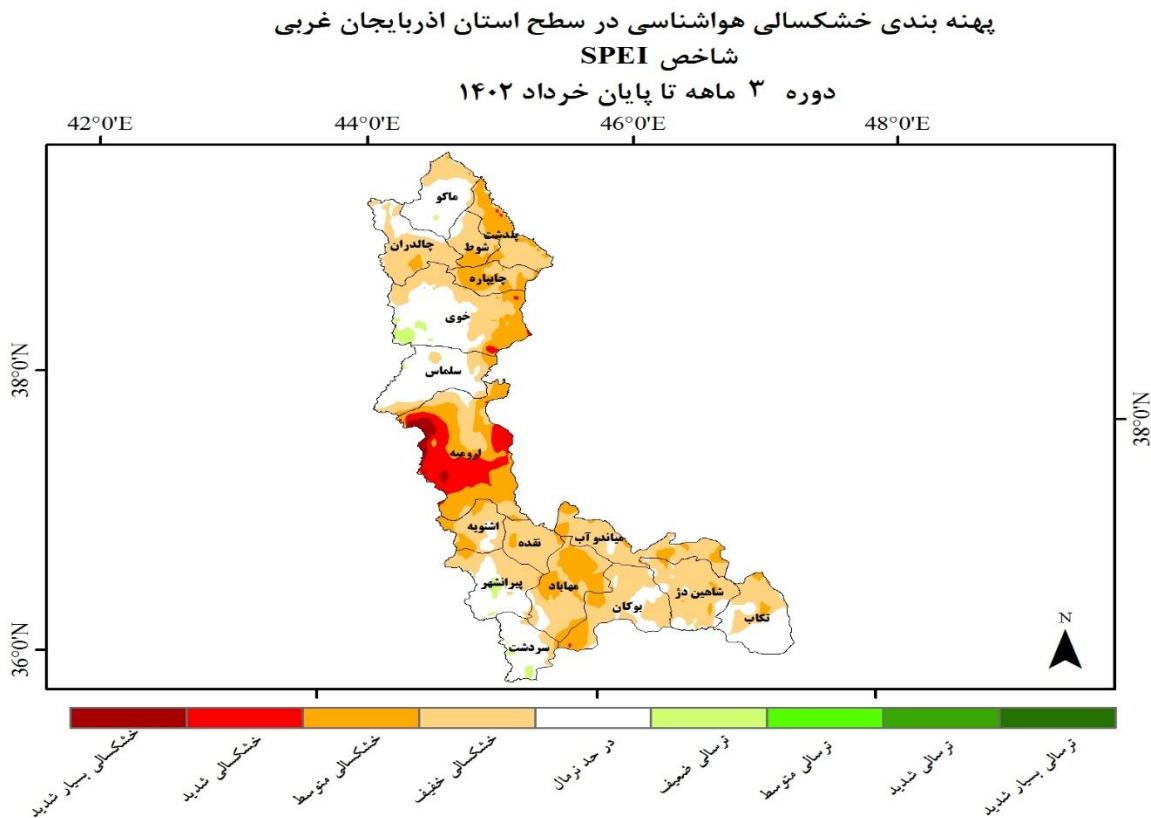 پهنه بندی خشکسالی هواشناسی در سطح استان اذربایجان غربی
شاخص SPEI
دوره ۳ ماهه تا پایان خرداد ۱۴۰۲
42°0'E
44°0'E
46°0'E
48°0'E
38°0'N
36°0'N
38°0'N
ماکو
پلدشت
شوط
چالدران
چایپاره
خوی
سلماس
ارومیه
اشنویه
نقده
میاندوآب
پیرانشهر
مهاباد
بوکان
شاهین دژ
تکاب
سردشت
N
خشکسالی بسیار شدید
خشکسالی شدید
خشکسالی متوسط
خشکسالی خفیف
در حد نرمال
ترسالی ضعیف
ترسالی متوسط
ترسالی شدید
ترسالی بسیار شدید